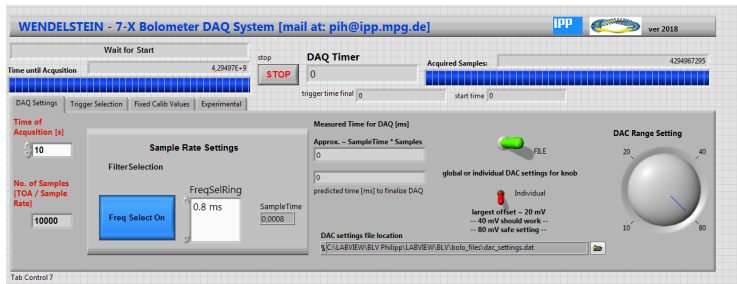 WENDELSTEIN - 7-X Bolometer DAQ System [mail at: pih@ipp.mpg.de]
IPP
ver 2018
Wait for Start
Time until Acqusition
4,29497E+9
stop
STOP
DAQ Timer
0
Acquired Samples:
4294967295
trigger time final 0
start time 0
DAQ Settings
Trigger Selection
Fixed Calib Values
Experimental
Time of
Acqusition [s]
10
No. of Samples
[TOA / Sample
Rate]
10000
Sample Rate Settings
FilterSelection
Freq Select On
FreqSelRing
0.8 ms
SampleTime
0,0008
Measured Time for DAQ [ms]
Approx. ~ SampleTime * Samples
0
0
predicted time [ms] to finalize DAQ
FILE
global or individual DAC settings for knob
Individual
largest offset ~ 20 mV
-- 40 mV should work --
-- 80 mV safe setting --
DAC settings file location
C:\LABVIEW\BLV Philipp\LABVIEW\BLV\bolo_files\dac_settings.dat
DAC Range Setting
20
40
10
80
Tab Control 7